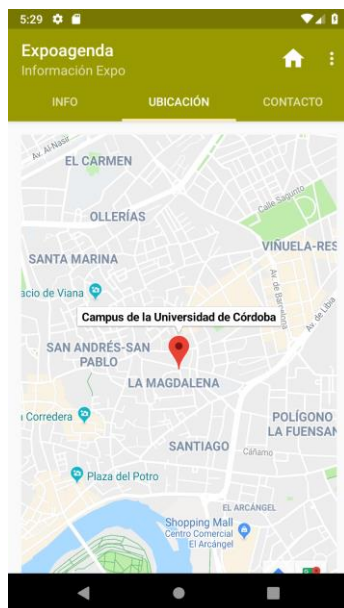 5:29
Expoagenda
Información Expo
INFO
UBICACIÓN
CONTACTO
Av. Al-Nasir
EL CARMEN
Calle Sagunto
OLLERÍAS
VIÑUELA-RES
SANTA MARINA
acio de Viana
Av. de Barcelona
Av. de Libia
Campus de la Universidad de Córdoba
SAN ANDRÉS-SAN
PABLO
LA MAGDALENA
Corredera
POLÍGONO
LA FUENSAN
SANTIAGO
Cáñamo
Plaza del Potro
EL ARCÁNGEL
Shopping Mall
Centro Comercial
El Arcángel